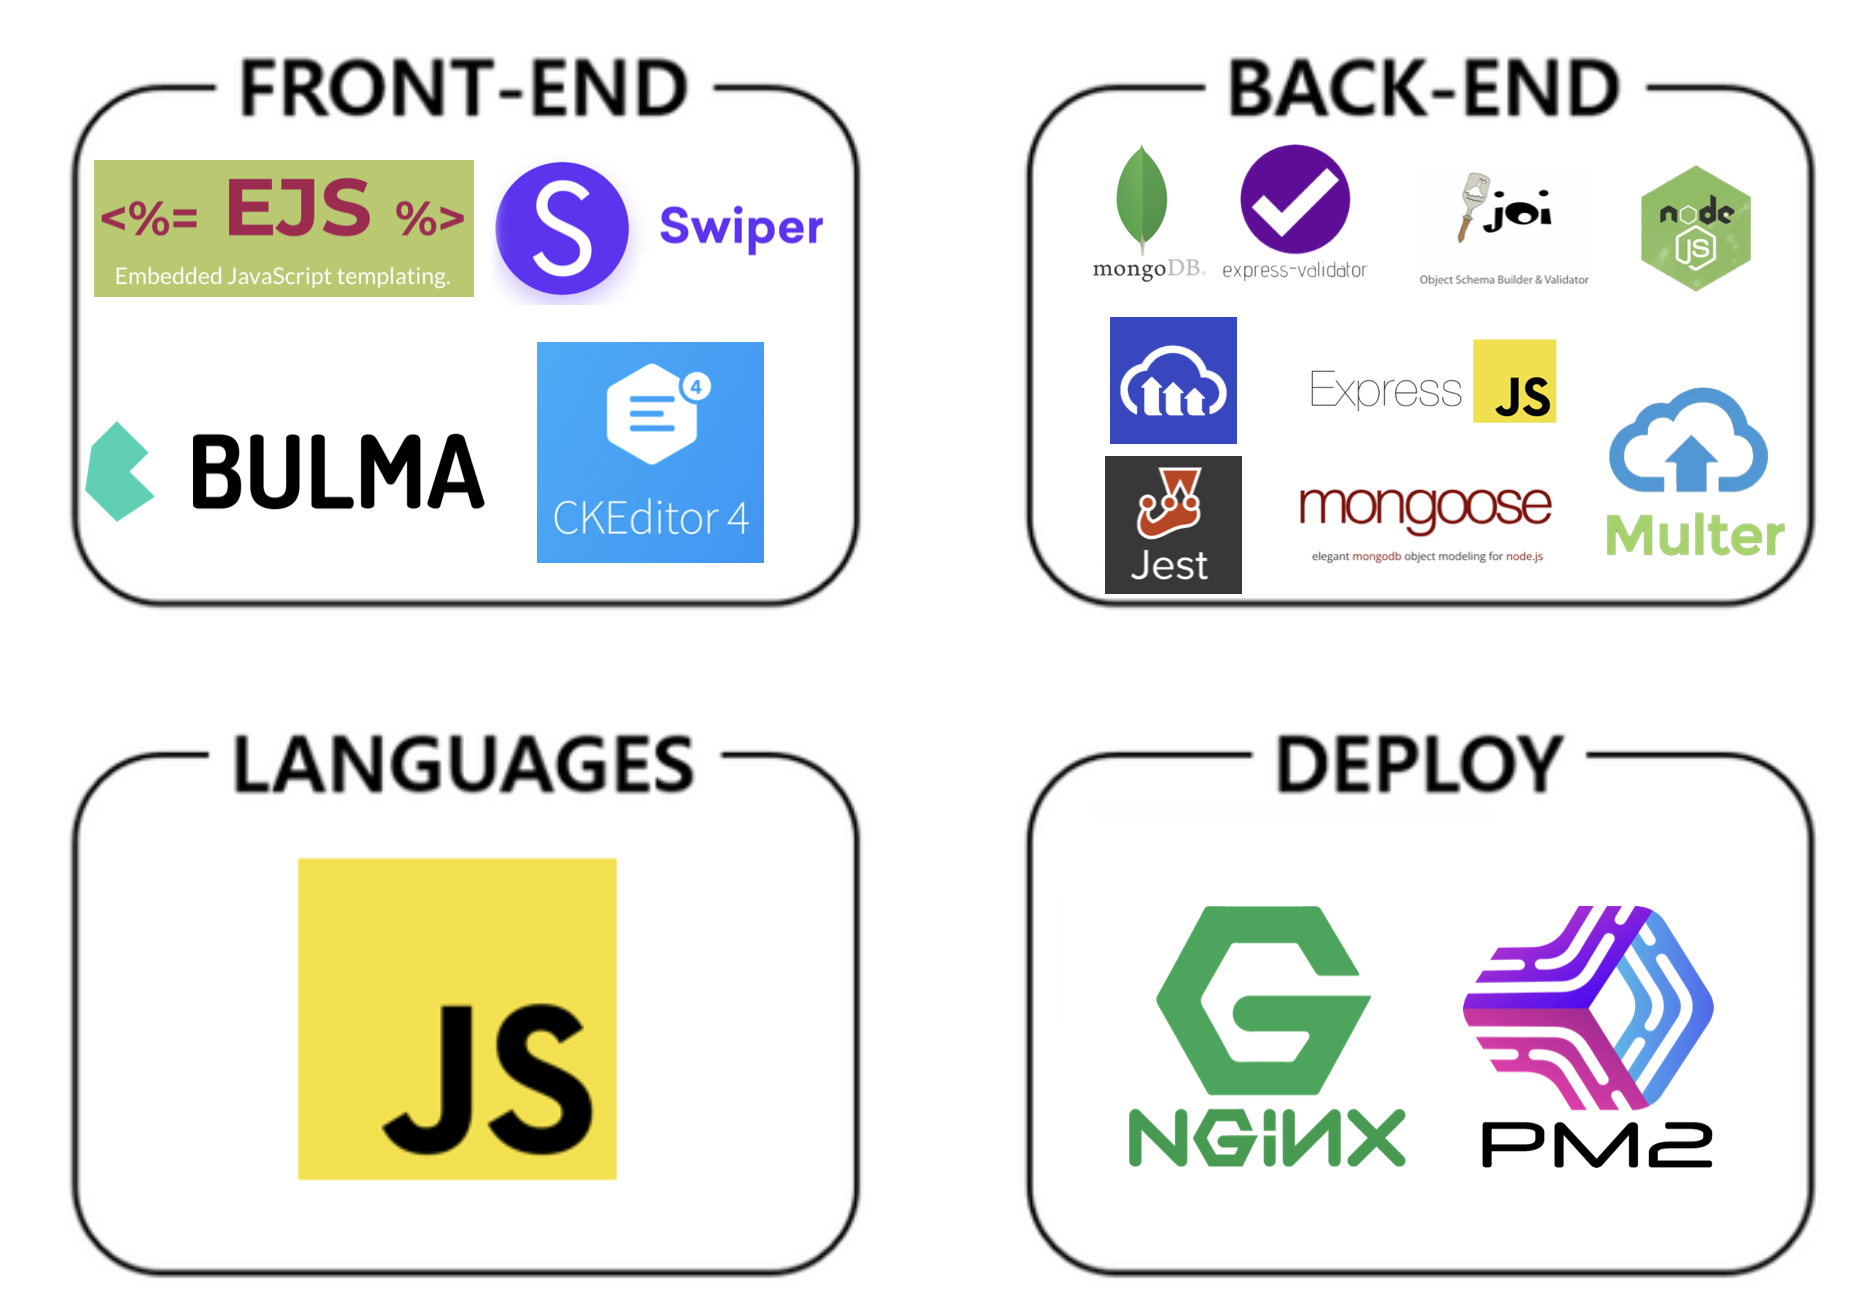 FRONT-END
<%= EJS %>
Embedded JavaScript templating.
S
Swiper
BULMA
4
CKEditor 4
BACK-END
mongoDB.
express-validator
joi
Object Schema Builder & Validator
node
JS
Express
JS
Jest
mongoose
elegant mongodb object modeling for node.js
Multer
LANGUAGES
JS
DEPLOY
G
NGiNX
PM2